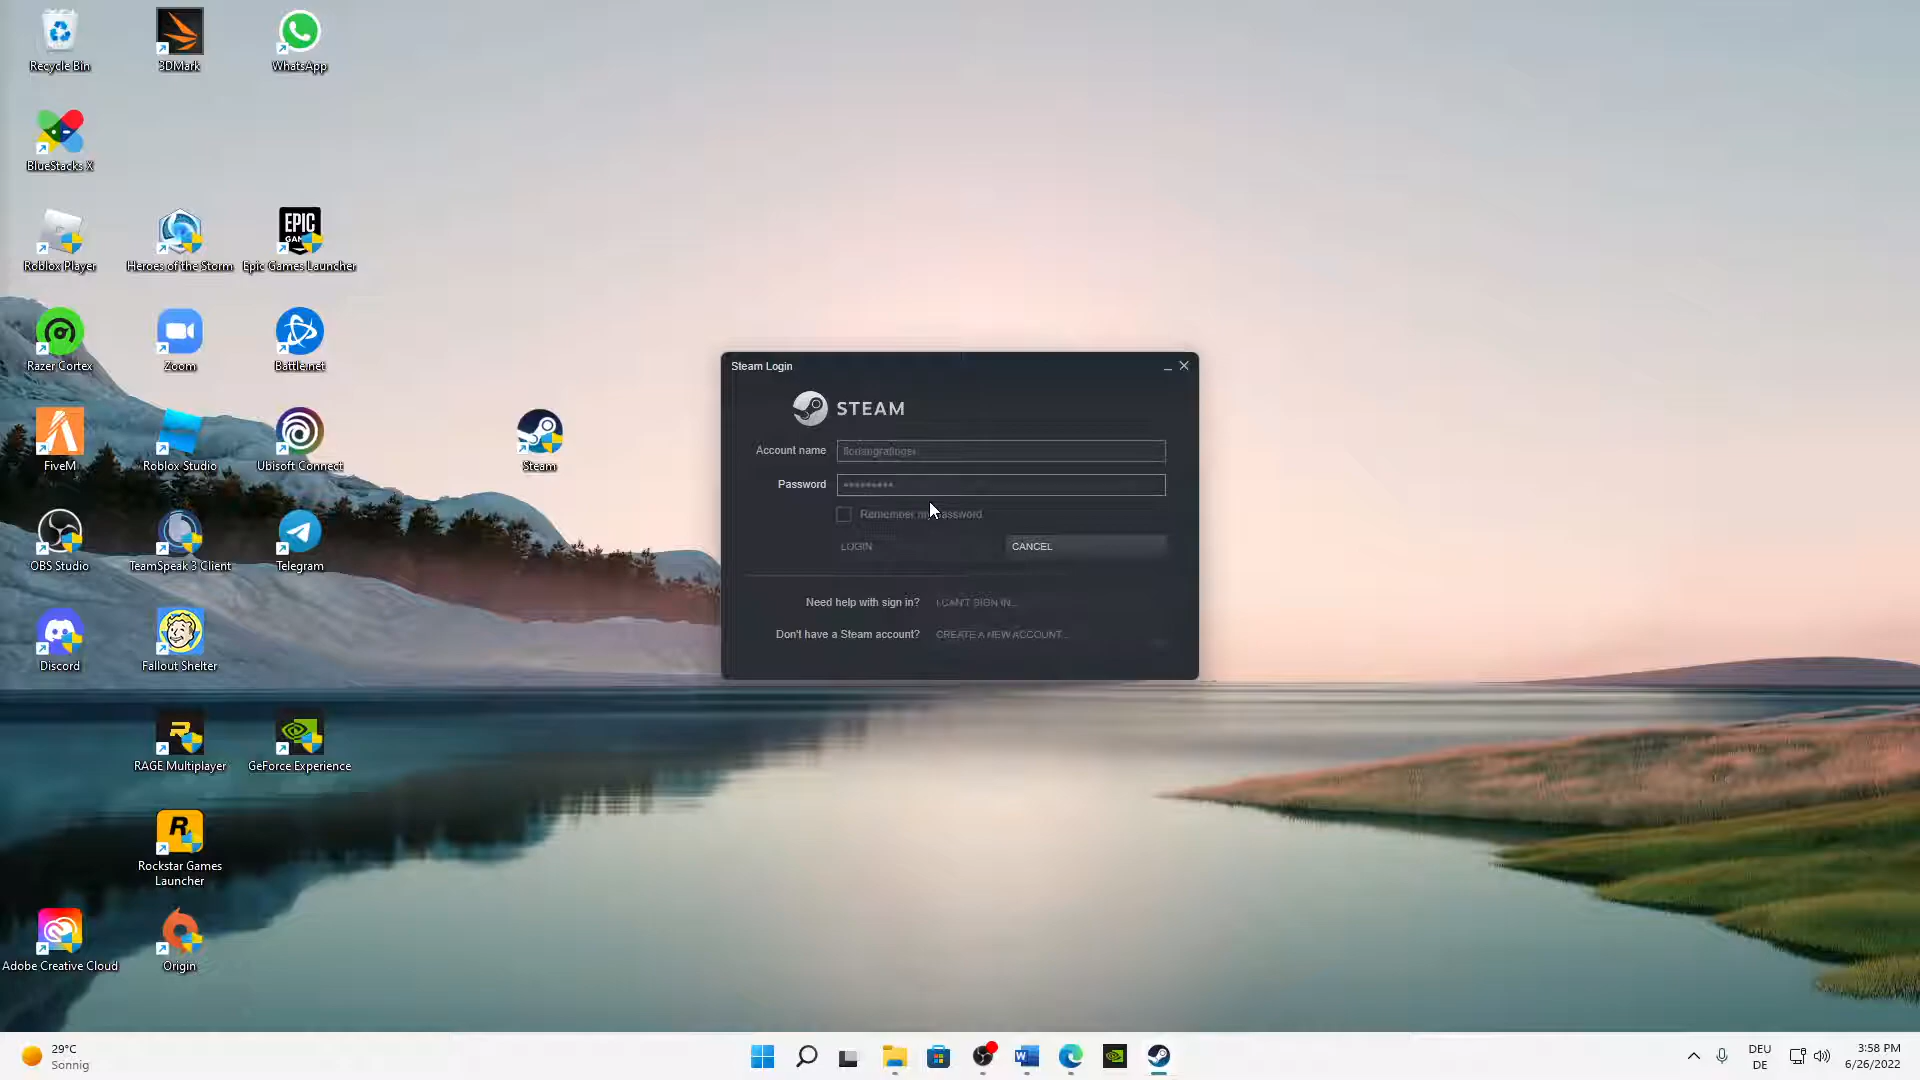 Recycle Bin
3DMark
WhatsApp
BlueStacks X
Roblox Player
Heroes of the Storm
EPIC
GAMES
Epic Games Launcher
Razer Cortex
Zoom
Battle.net
FiveM
Roblox Studio
Ubisoft Connect
Steam
OBS Studio
TeamSpeak 3 Client
Telegram
Discord
Fallout Shelter
RAGE Multiplayer
GeForce Experience
Rockstar Games
Launcher
Adobe Creative Cloud
Origin
Steam Login
STEAM
Account name
Password *********
Remember my password
LOGIN
CANCEL
Need help with sign in? I CAN'T SIGN IN...
Don't have a Steam account? CREATE A NEW ACCOUNT...
29°C
Sonnig
DEU
DE
3:58 PM
6/26/2022